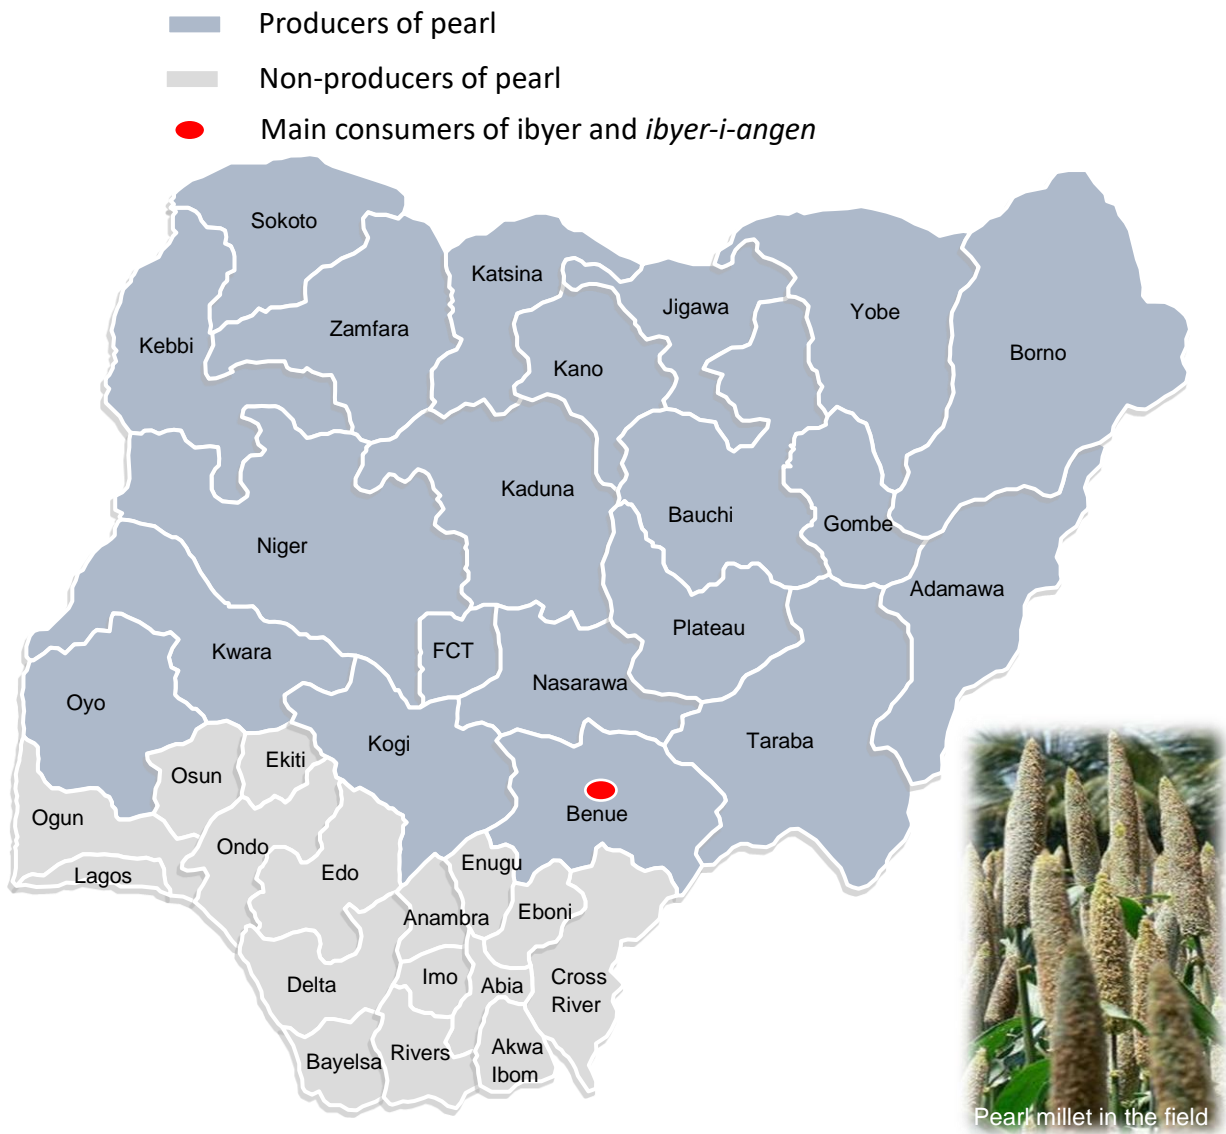 Producers of pearl
Non-producers of pearl
Main consumers of ibyer and ibyer-i-angen
Sokoto
Katsina
Jigawa
Yobe
Zamfara
Kebbi
Borno
Kano
Kaduna
Bauchi
Gombe
Niger
Adamawa
Plateau
Kwara
FCT
Nasarawa
Oyo
Kogi
Taraba
Ekiti
Osun
Benue
Ogun
Ondo
Enugu
Edo
Lagos
Anambra
Eboni
Imo
Delta
Abia
Cross
River
Bayelsa
Rivers
Akwa
Ibom
Pearl millet in the field